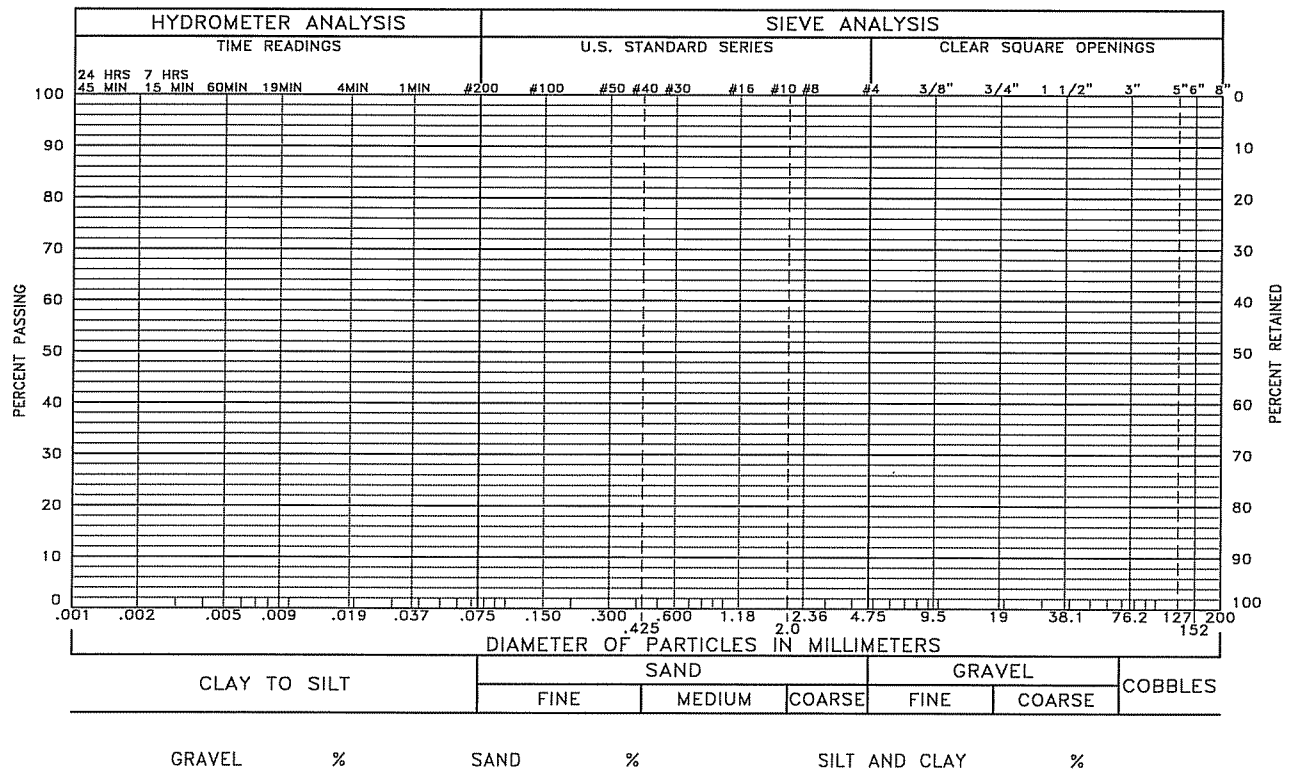 HYDROMETER ANALYSIS SIEVE ANALYSIS
TIME READINGS U.S. STANDARD SERIES CLEAR SQUARE OPENINGS
24 HRS 7 HRS
45 MIN 15 MIN 60MIN 19MIN 4MIN 1MIN #200 #100 #50 #40 #30 #16 #10 #8 #4 3/8" 3/4" 1 1/2" 3" 5" 6" 8"
100 0
90 10
80 20
70 30
60 40
50 50
40 60
30 70
20 80
10 90
0 100
PERCENT PASSING
PERCENT RETAINED
.001 .002 .005 .009 .019 .037 .075 .150 .300 .600 1.18 2.36 4.75 9.5 19 38.1 76.2 127 200
.425 2.0 152
DIAMETER OF PARTICLES IN MILLIMETERS
CLAY TO SILT SAND GRAVEL COBBLES
FINE MEDIUM COARSE FINE COARSE
GRAVEL % SAND % SILT AND CLAY %